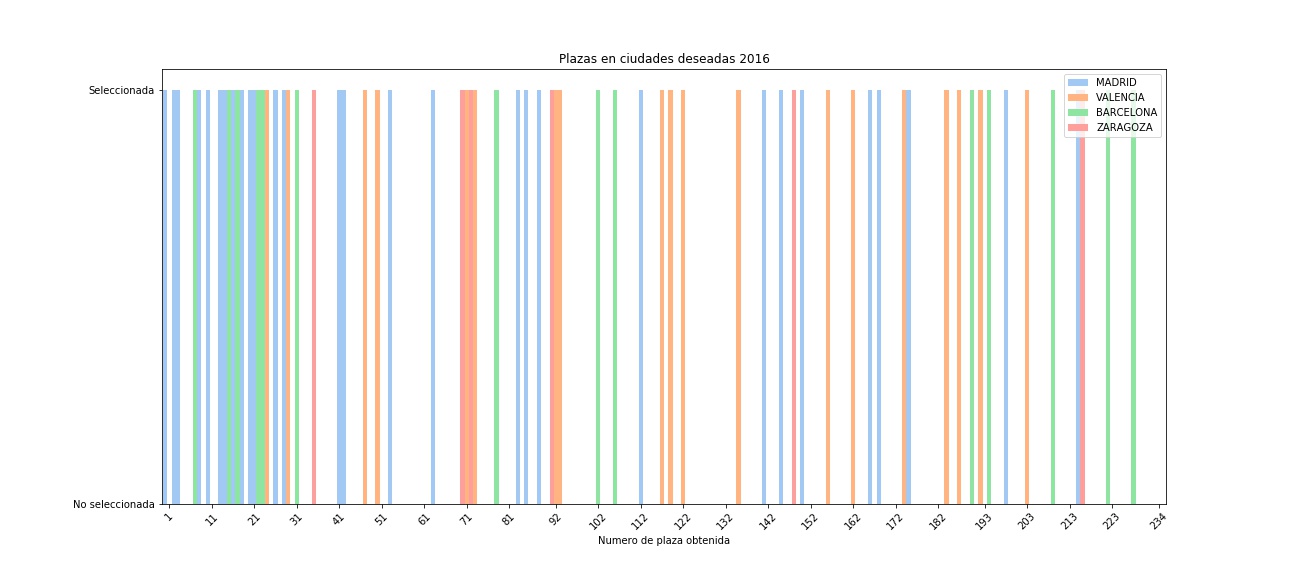 Plazas en ciudades deseadas 2016
Seleccionada
No seleccionada
MADRID
VALENCIA
BARCELONA
ZARAGOZA
1 11 21 31 41 51 61 71 81 92 102 112 122 132 142 152 162 172 182 193 203 213 223 234
Numero de plaza obtenida